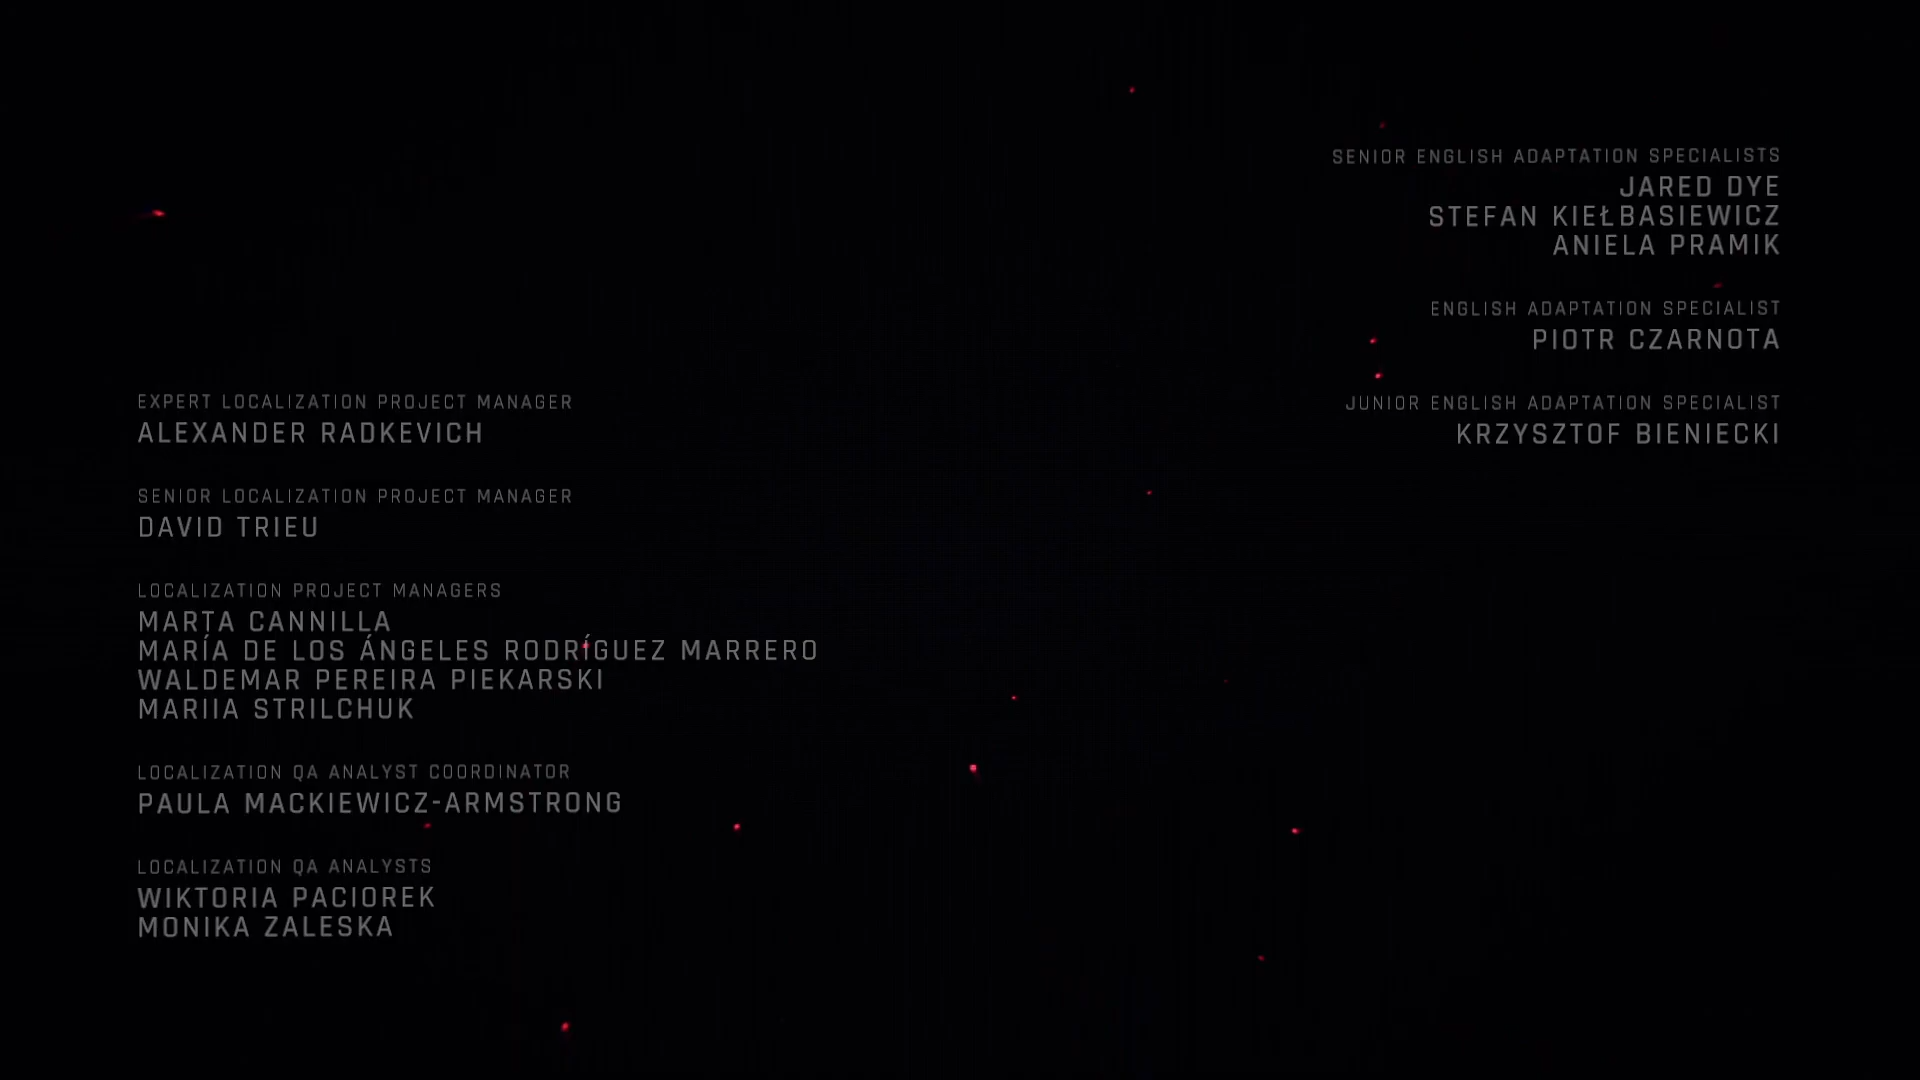 EXPERT LOCALIZATION PROJECT MANAGER
ALEXANDER RADKEVICH
SENIOR LOCALIZATION PROJECT MANAGER
DAVID TRIEU
LOCALIZATION PROJECT MANAGERS
MARTA CANNILLA
MARÍA DE LOS ÁNGELES RODRÍGUEZ MARRERO
WALDEMAR PEREIRA PIEKARSKI
MARIIA STRILCHUK
LOCALIZATION QA ANALYST COORDINATOR
PAULA MACKIEWICZ-ARMSTRONG
LOCALIZATION QA ANALYSTS
WIKTORIA PACIOREK
MONIKA ZALESKA
SENIOR ENGLISH ADAPTATION SPECIALISTS
JARED DYE
STEFAN KIEŁBASIEWICZ
ANIELA PRAMIK
ENGLISH ADAPTATION SPECIALIST
PIOTR CZARNOTA
JUNIOR ENGLISH ADAPTATION SPECIALIST
KRZYSZTOF BIENIECKI